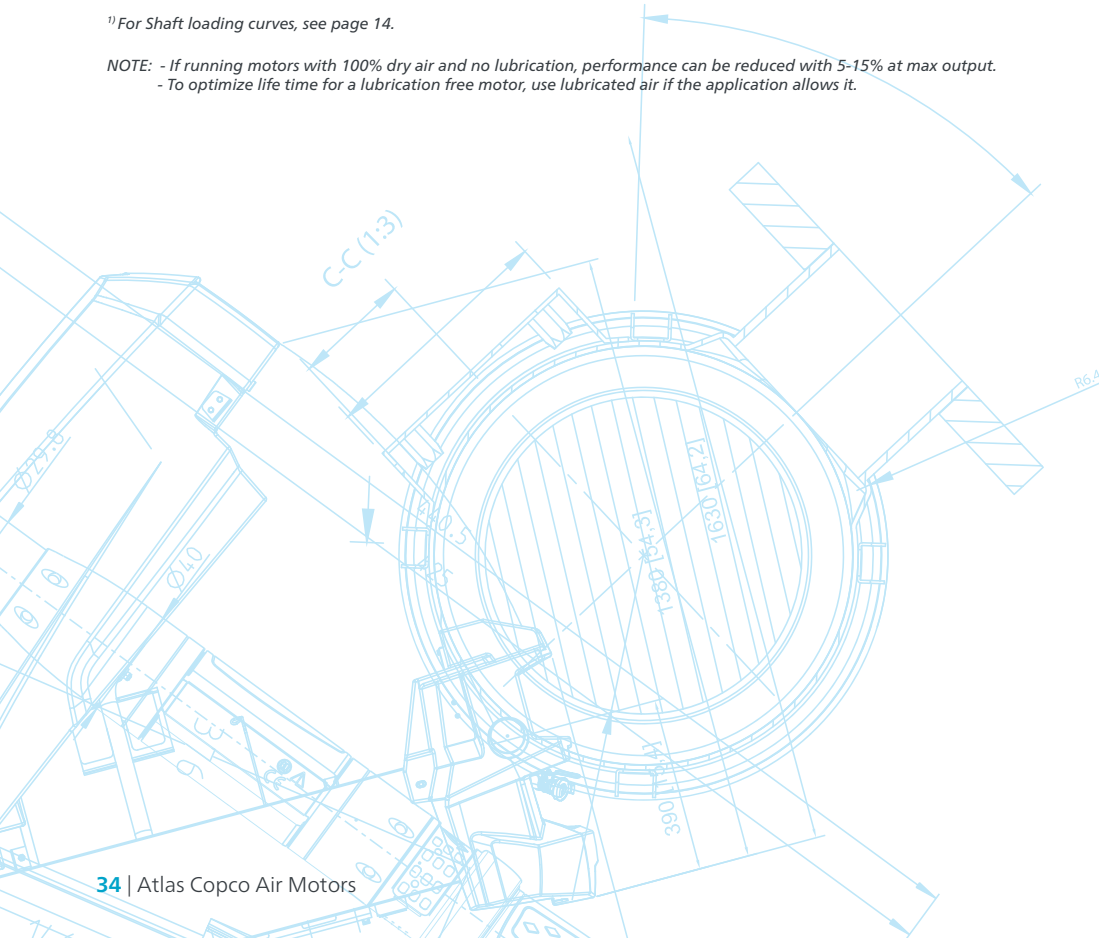 1) For Shaft loading curves, see page 14.
NOTE: - If running motors with 100% dry air and no lubrication, performance can be reduced with 5-15% at max output.
- To optimize life time for a lubrication free motor, use lubricated air if the application allows it.
C-C (1:3)
R6.4
Ø29.8
1630 [64,2]
1380 [54,3]
Ø40
34 | Atlas Copco Air Motors